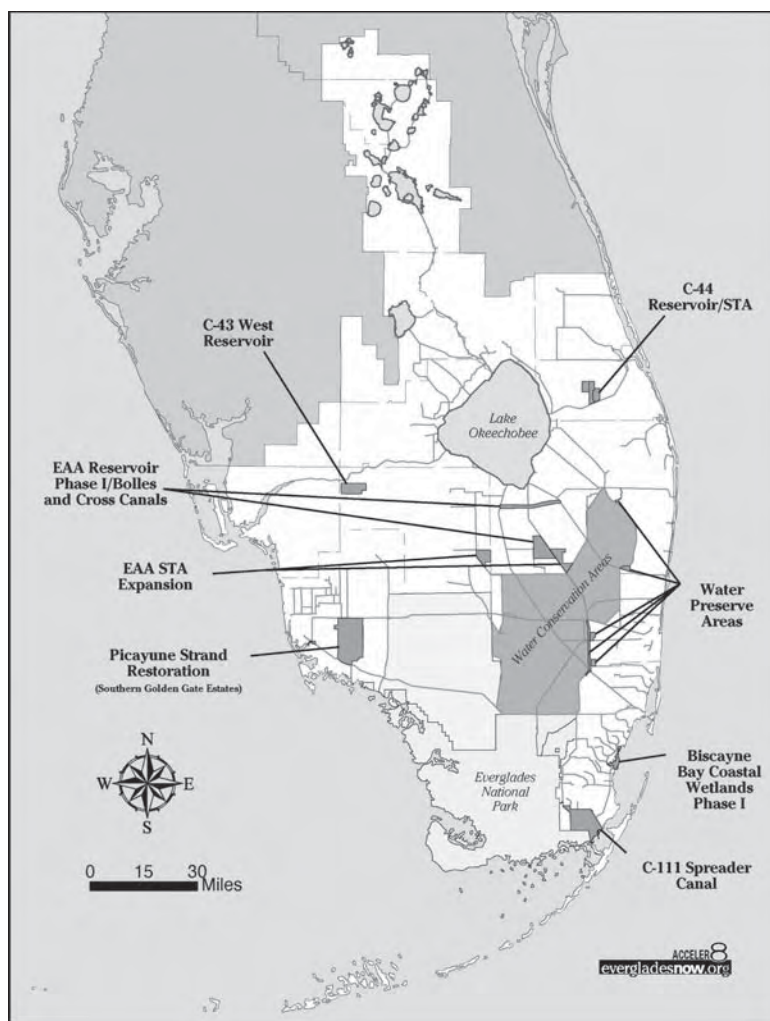 C-44
Reservoir/STA
C-43 West
Reservoir
Lake
Okeechobee
EAA Reservoir
Phase I/Bolles
and Cross Canals
EAA STA
Expansion
Water Conservation Areas
Water
Preserve
Areas
Picayune Strand
Restoration
(Southern Golden Gate Estates)
N
W E
S
Everglades
National
Park
Biscayne
Bay Coastal
Wetlands
Phase I
C-111 Spreader
Canal
0 15 30
Miles
ACCELER8
evergladesnow.org